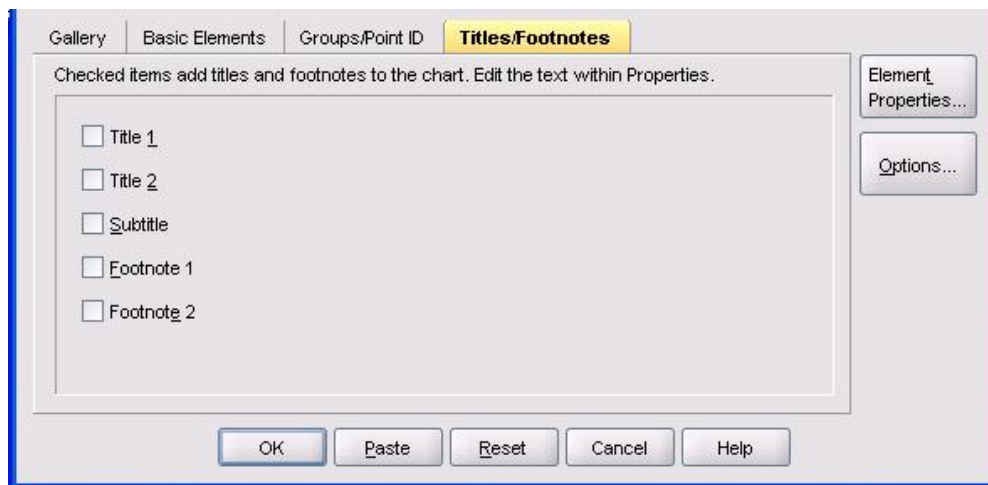 Gallery Basic Elements Groups/Point ID Titles/Footnotes
Checked items add titles and footnotes to the chart. Edit the text within Properties.
Title 1
Title 2
Subtitle
Footnote 1
Footnote 2
Element
Properties...
Options...
OK Paste Reset Cancel Help